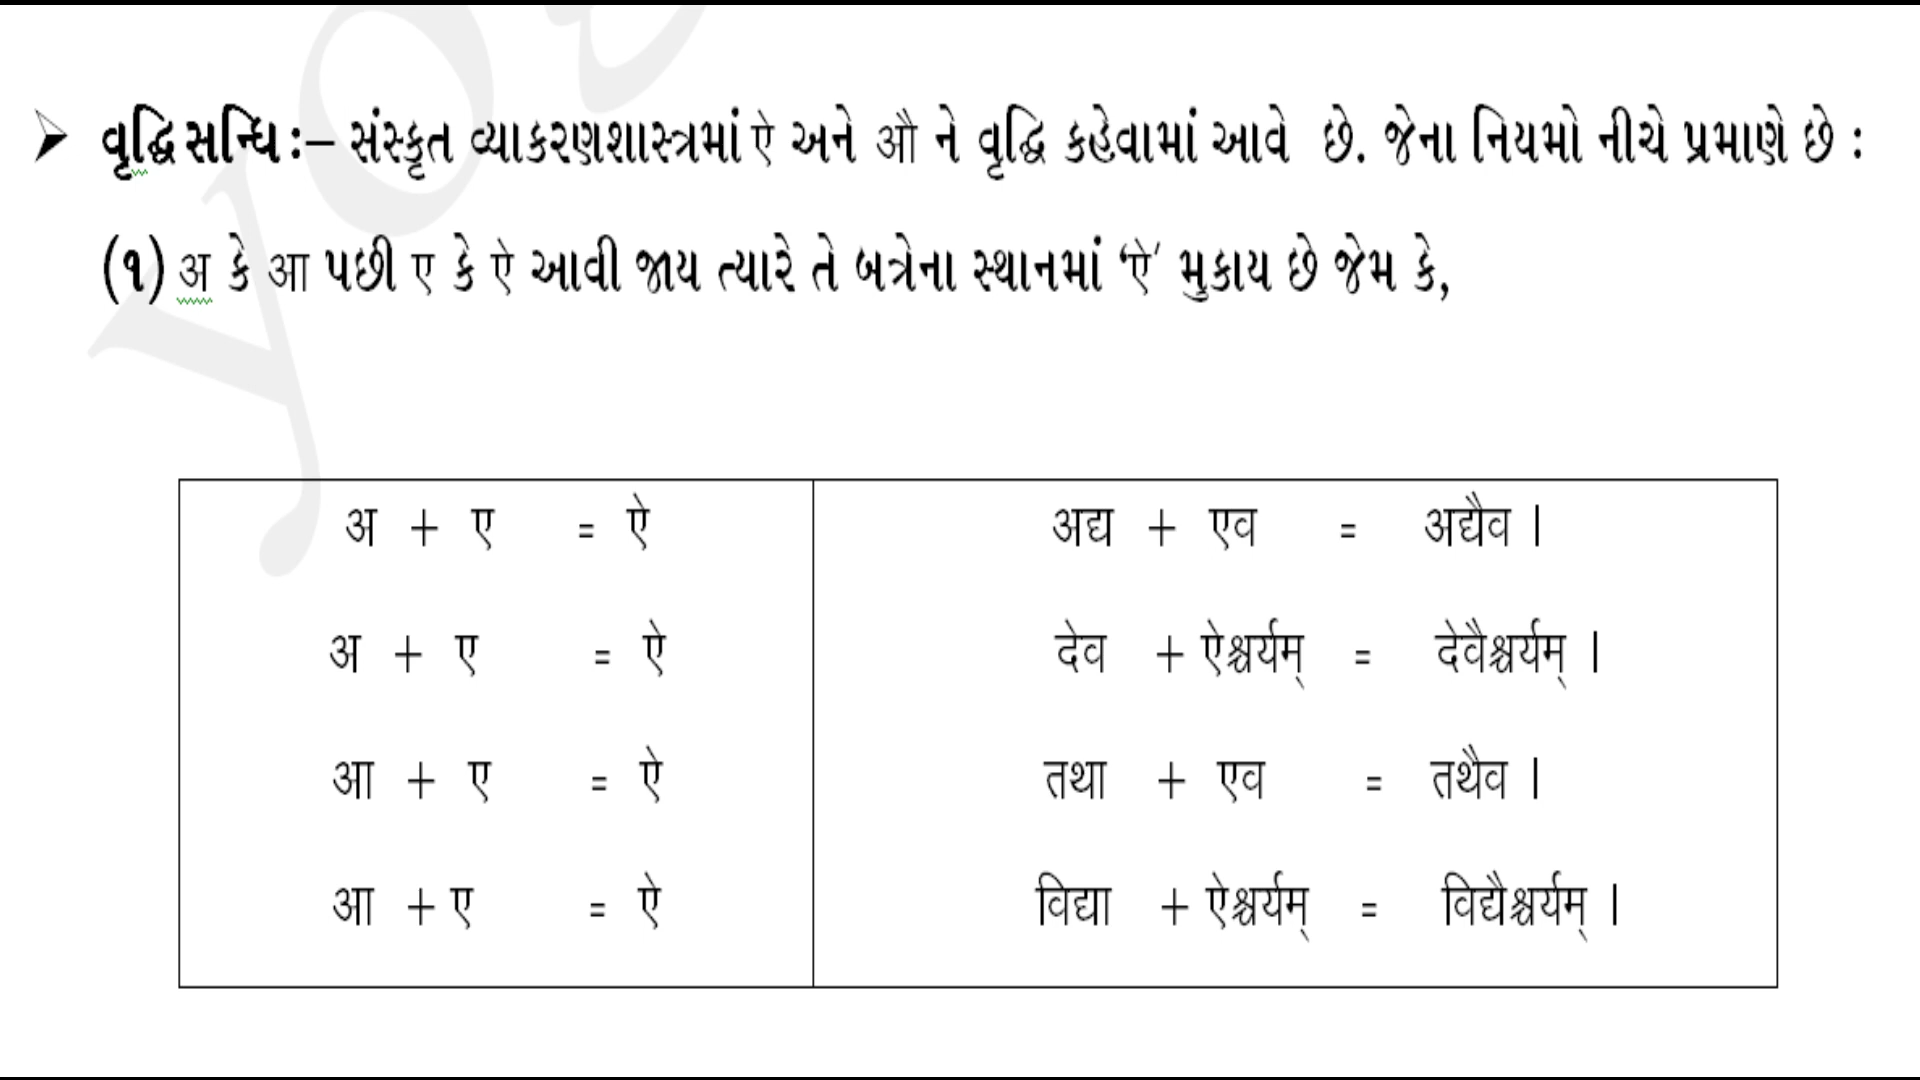 ➢ વૃદ્ધિ સન્ધિઃ– સંસ્કૃત વ્યાકરણશાસ્ત્રમાં ऐ અને औ ને વૃદ્ધિ કહેવામાં આવે છે. જેના નિયમો નીચે પ્રમાણે છે :
(૧) अ કે आ પછી ए કે ऐ આવી જાય ત્યારે તે બન્નેના સ્થાનમાં ‘ऐ’ મુકાય છે જેમ કે,
अ + ए = ऐ अद्य + एव = अद्यैव ।
अ + ए = ऐ देव + ऐश्वर्यम् = देवैश्वर्यम् ।
आ + ए = ऐ तथा + एव = तथैव ।
आ + ए = ऐ विद्या + ऐश्वर्यम् = विद्यैश्वर्यम् ।